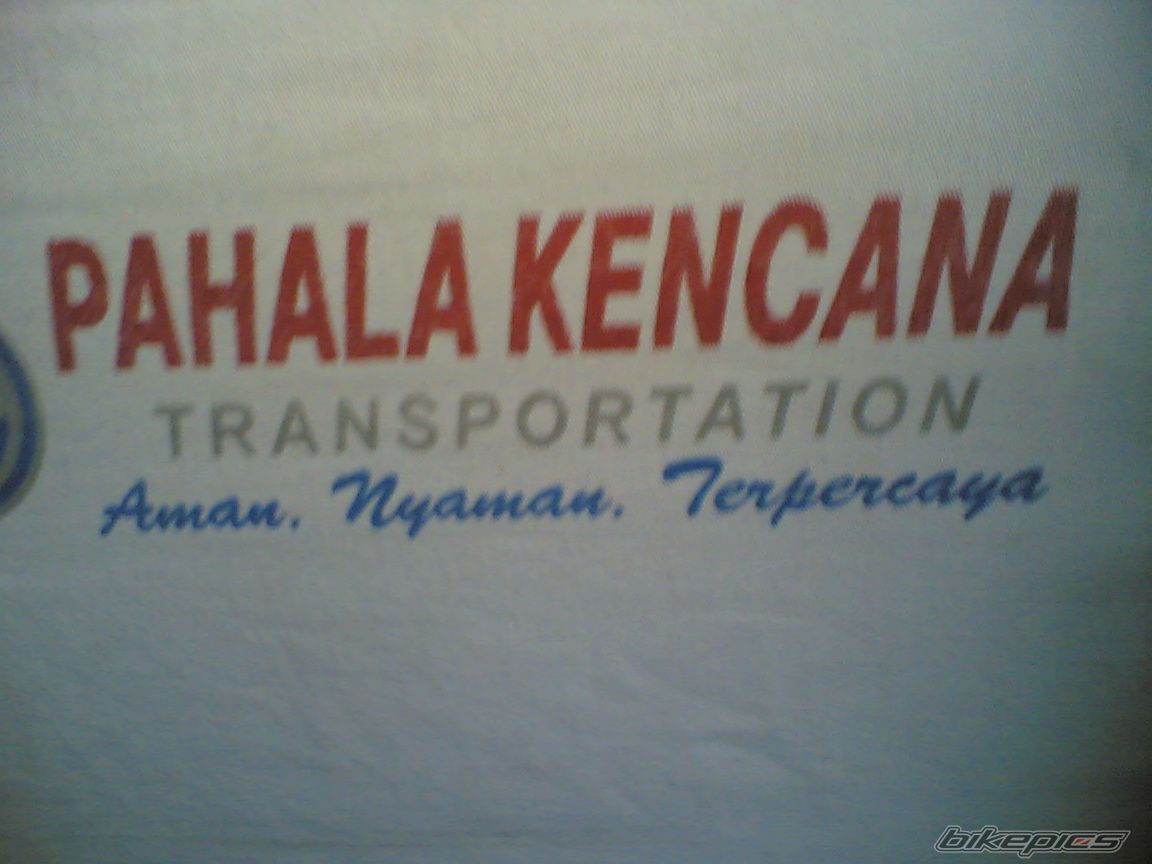 PAHALA KENCANA
TRANSPORTATION
Aman, Nyaman, Terpercaya
bikepics